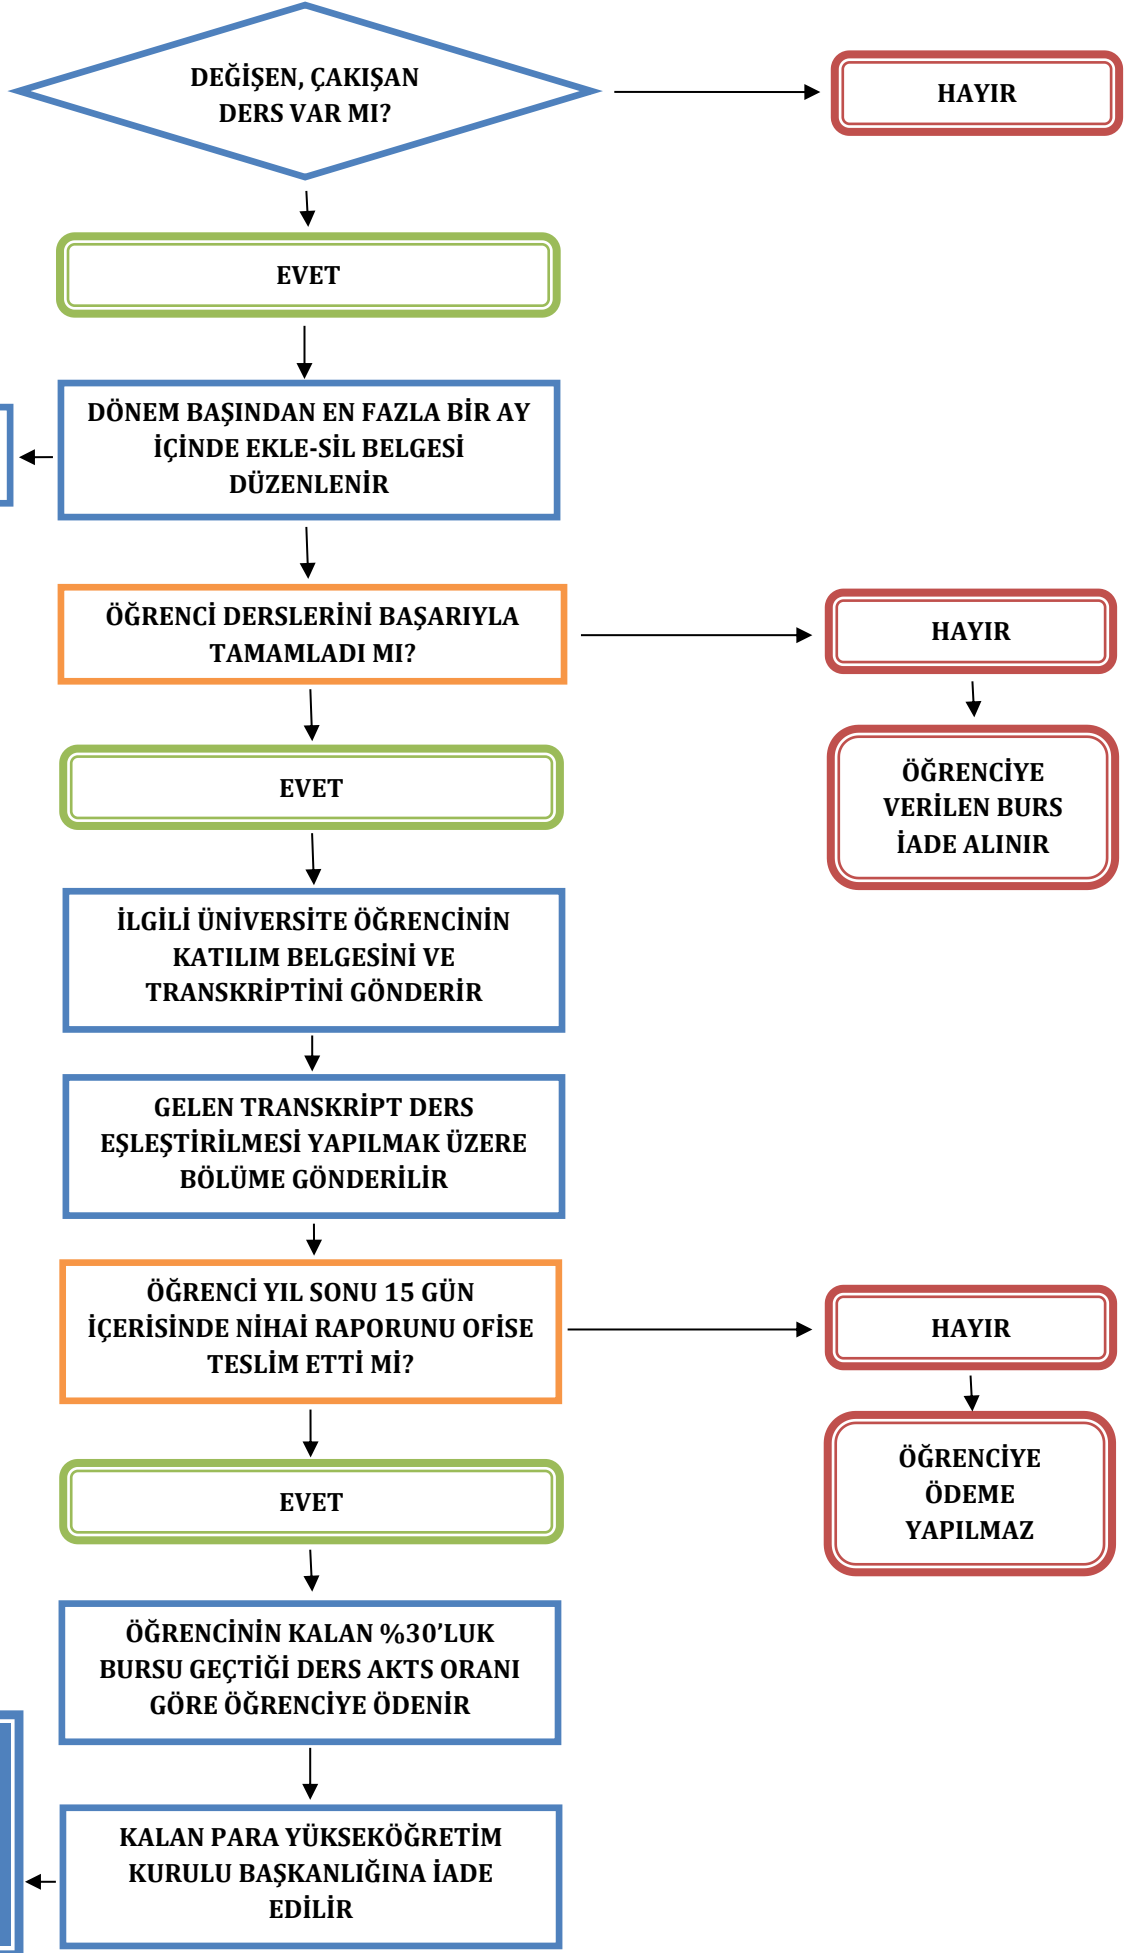 DEĞİŞEN, ÇAKIŞAN
DERS VAR MI?
HAYIR
EVET
DÖNEM BAŞINDAN EN FAZLA BİR AY
İÇİNDE EKLE-SİL BELGESİ
DÜZENLENİR
ÖĞRENCİ DERSLERİNİ BAŞARIYLA
TAMAMLADI MI?
HAYIR
ÖĞRENCİYE
VERİLEN BURS
İADE ALINIR
EVET
İLGİLİ ÜNİVERSİTE ÖĞRENCİNİN
KATILIM BELGESİNİ VE
TRANSKRİPTİNİ GÖNDERİR
GELEN TRANSKRİPT DERS
EŞLEŞTİRİLMESİ YAPILMAK ÜZERE
BÖLÜME GÖNDERİLİR
ÖĞRENCİ YIL SONU 15 GÜN
İÇERİSİNDE NİHAİ RAPORUNU OFİSE
TESLİM ETTİ Mİ?
HAYIR
ÖĞRENCİYE
ÖDEME
YAPILMAZ
EVET
ÖĞRENCİNİN KALAN %30’LUK
BURSU GEÇTİĞİ DERS AKTS ORANI
GÖRE ÖĞRENCİYE ÖDENİR
KALAN PARA YÜKSEKÖĞRETİM
KURULU BAŞKANLIĞINA İADE
EDİLİR